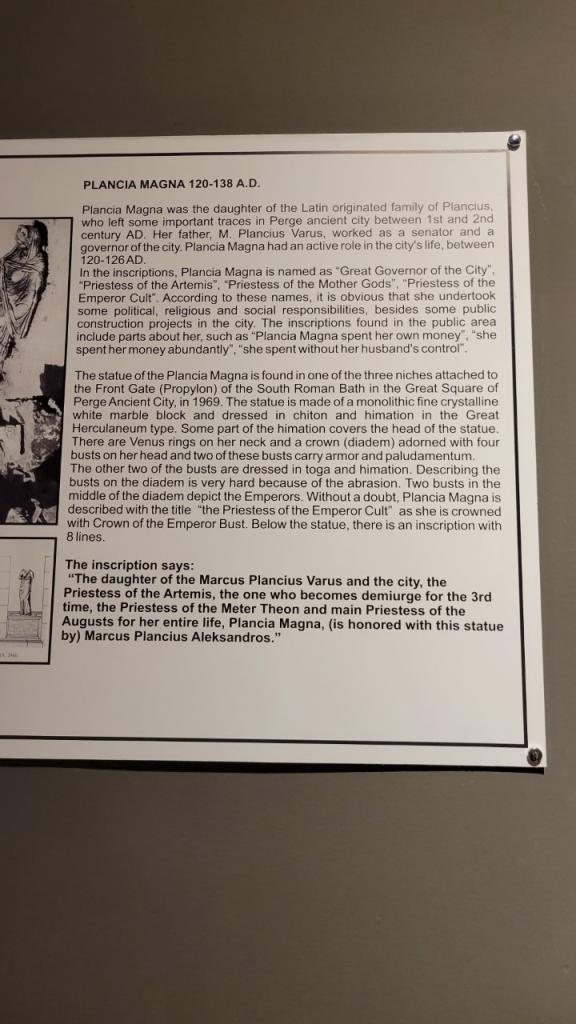 PLANCIA MAGNA 120-138 A.D.
Plancia Magna was the daughter of the Latin originated family of Plancius,
who left some important traces in Perge ancient city between 1st and 2nd
century AD. Her father, M. Plancius Varus, worked as a senator and a
governor of the city. Plancia Magna had an active role in the city's life, between
120-126 AD.
In the inscriptions, Plancia Magna is named as “Great Governor of the City”,
“Priestess of the Artemis”, “Priestess of the Mother Gods”, “Priestess of the
Emperor Cult”. According to these names, it is obvious that she undertook
some political, religious and social responsibilities, besides some public
construction projects in the city. The inscriptions found in the public area
include parts about her, such as “Plancia Magna spent her own money”, “she
spent her money abundantly”, “she spent without her husband's control”.
The statue of the Plancia Magna is found in one of the three niches attached to
the Front Gate (Propylon) of the South Roman Bath in the Great Square of
Perge Ancient City, in 1969. The statue is made of a monolithic fine crystalline
white marble block and dressed in chiton and himation in the Great
Herculaneum type. Some part of the himation covers the head of the statue.
There are Venus rings on her neck and a crown (diadem) adorned with four
busts on her head and two of these busts carry armor and paludamentum.
The other two of the busts are dressed in toga and himation. Describing the
busts on the diadem is very hard because of the abrasion. Two busts in the
middle of the diadem depict the Emperors. Without a doubt, Plancia Magna is
described with the title “the Priestess of the Emperor Cult” as she is crowned
with Crown of the Emperor Bust. Below the statue, there is an inscription with
8 lines.
The inscription says:
“The daughter of the Marcus Plancius Varus and the city, the
Priestess of the Artemis, the one who becomes demiurge for the 3rd
time, the Priestess of the Meter Theon and main Priestess of the
Augusts for her entire life, Plancia Magna, (is honored with this statue
by) Marcus Plancius Aleksandros.”